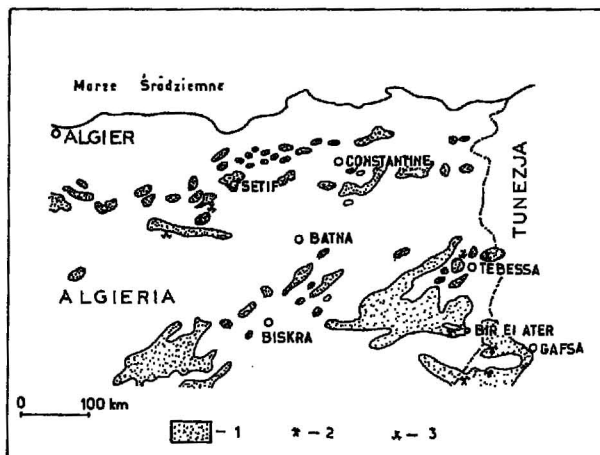 Morze Śródziemne
ALGIER
CONSTANTINE
SETIF
TUNEZJA
BATNA
TEBESSA
ALGIERIA
BIR EL ATER
BISKRA
GAFSA
0 100 km
- 1
- 2
- 3